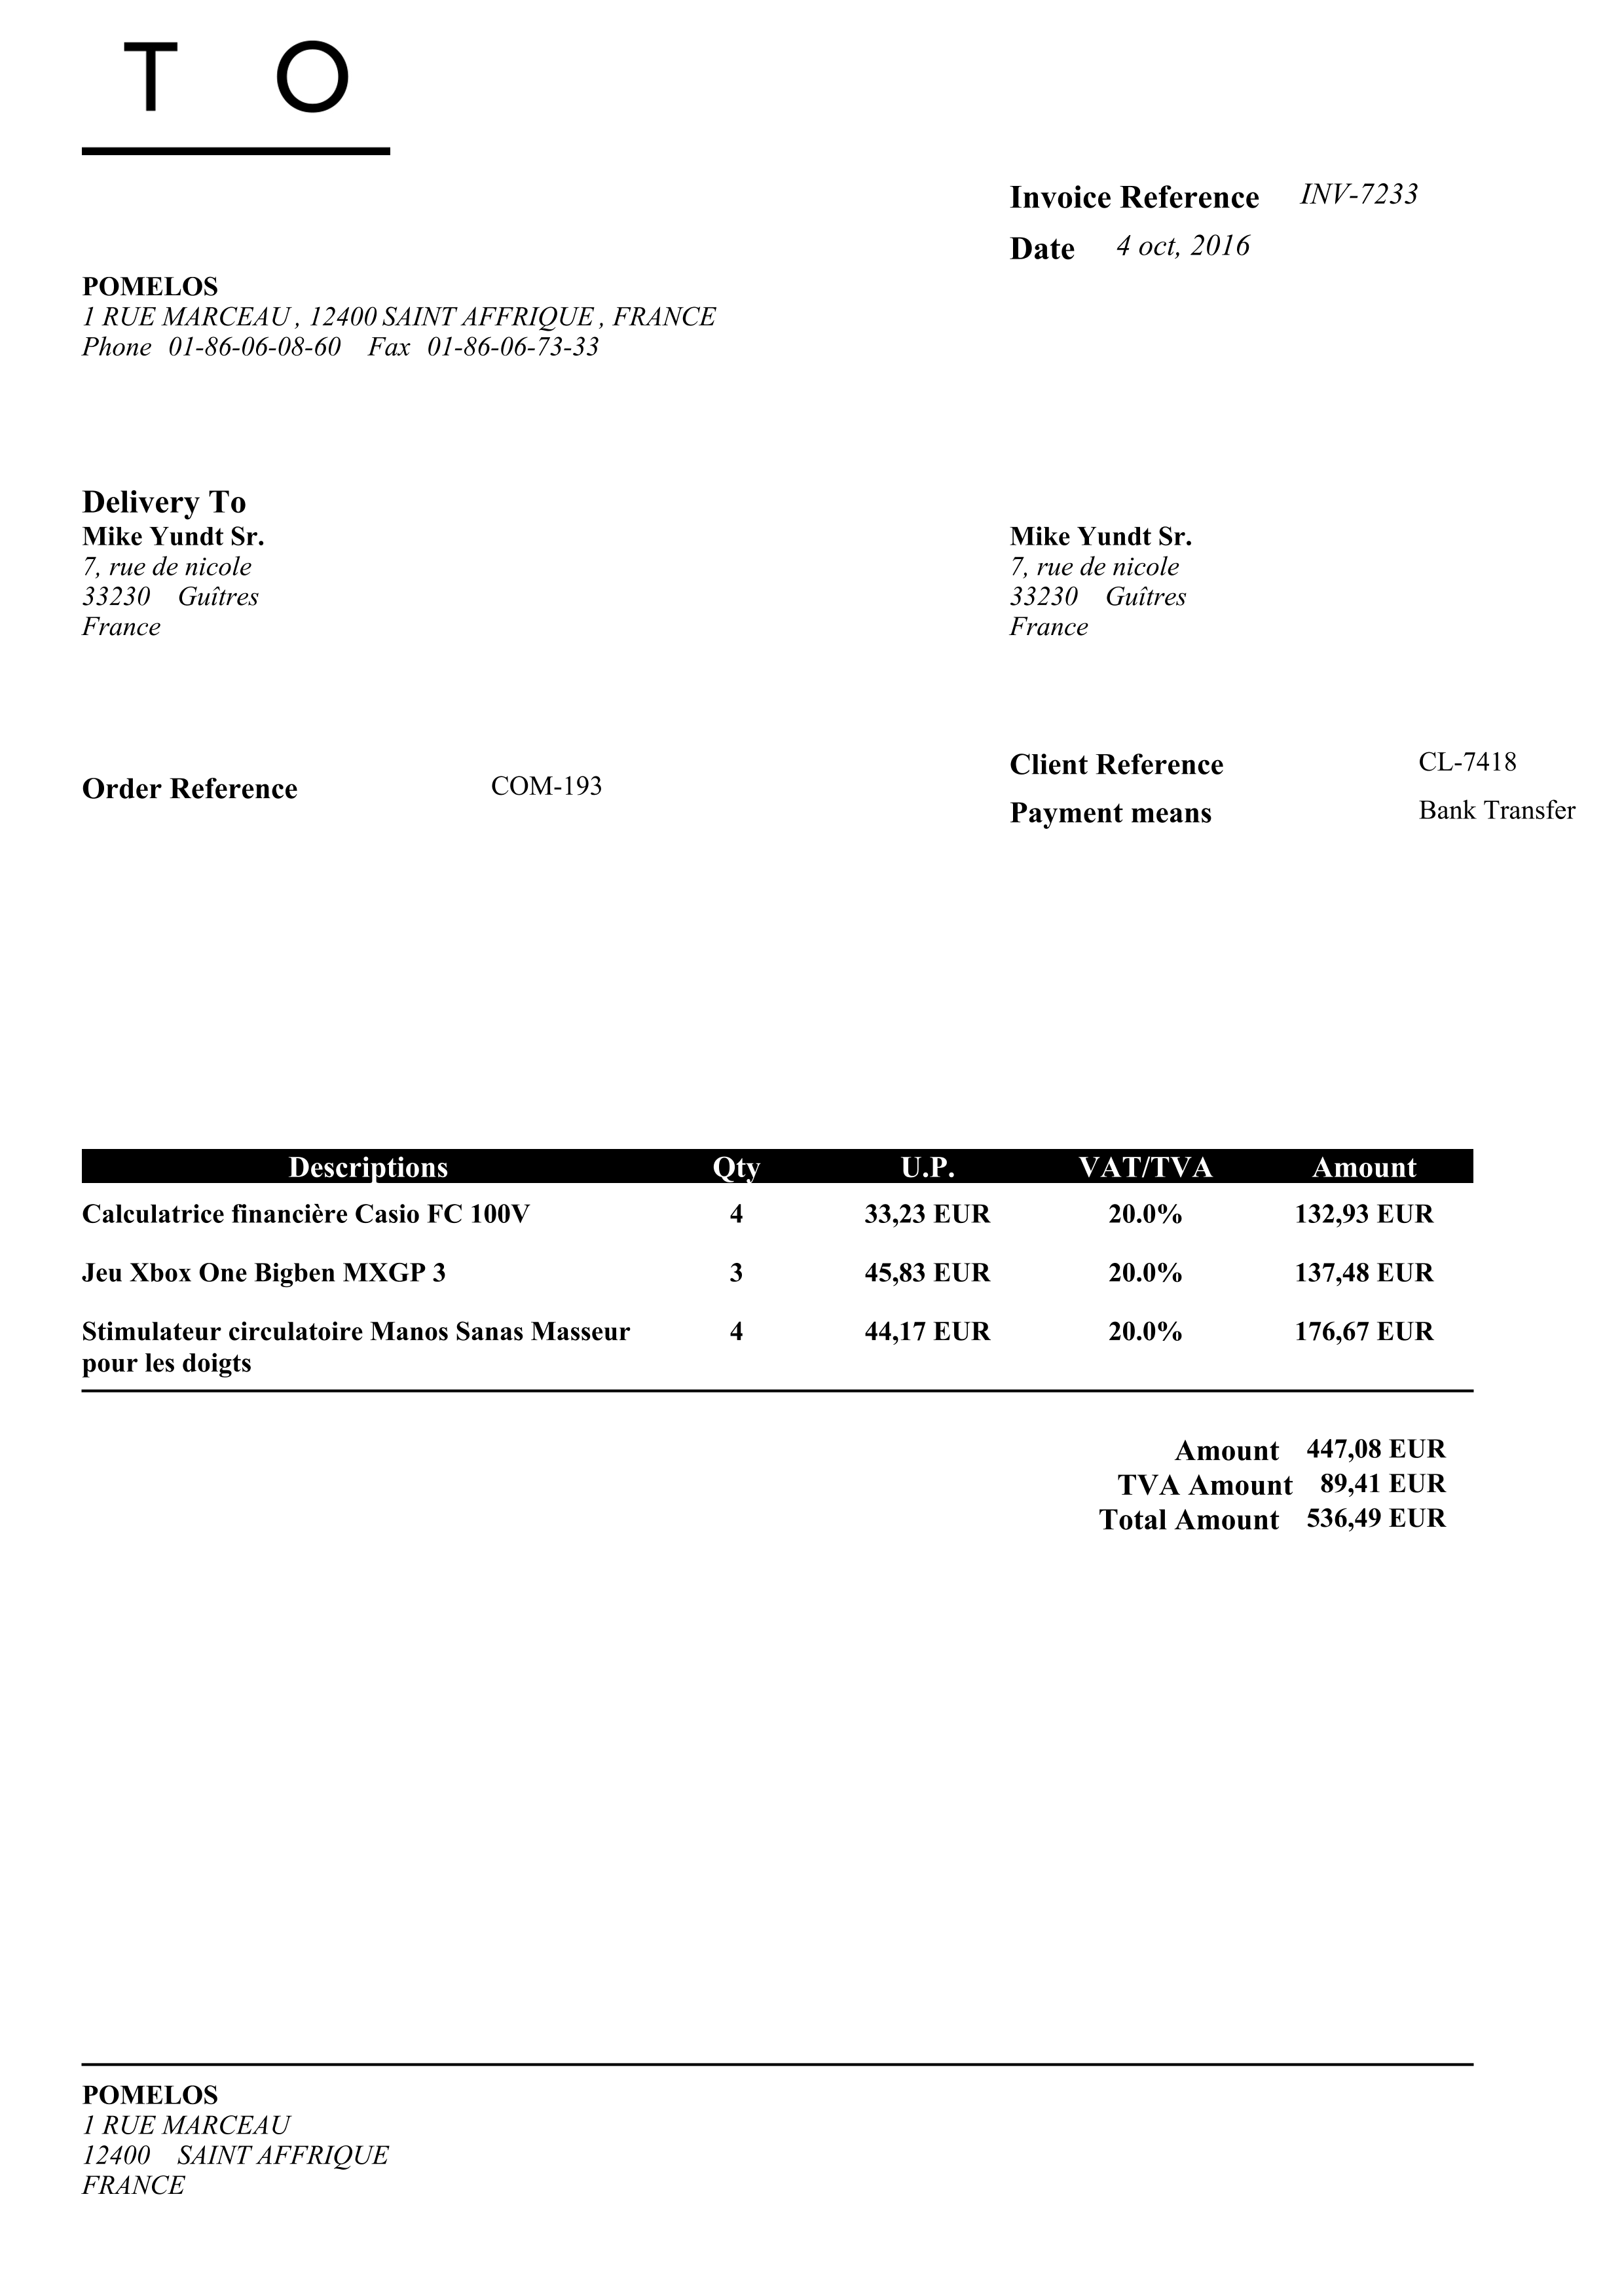 T O
Invoice Reference INV-7233
Date 4 oct, 2016
POMELOS
1 RUE MARCEAU , 12400 SAINT AFFRIQUE , FRANCE
Phone 01-86-06-08-60 Fax 01-86-06-73-33
Delivery To
Mike Yundt Sr.
7, rue de nicole
33230 Guîtres
France
Mike Yundt Sr.
7, rue de nicole
33230 Guîtres
France
Order Reference COM-193
Client Reference CL-7418
Payment means Bank Transfer
Descriptions Qty U.P. VAT/TVA Amount
Calculatrice financière Casio FC 100V 4 33,23 EUR 20.0% 132,93 EUR
Jeu Xbox One Bigben MXGP 3 3 45,83 EUR 20.0% 137,48 EUR
Stimulateur circulatoire Manos Sanas Masseur 4 44,17 EUR 20.0% 176,67 EUR
pour les doigts
Amount 447,08 EUR
TVA Amount 89,41 EUR
Total Amount 536,49 EUR
POMELOS
1 RUE MARCEAU
12400 SAINT AFFRIQUE
FRANCE